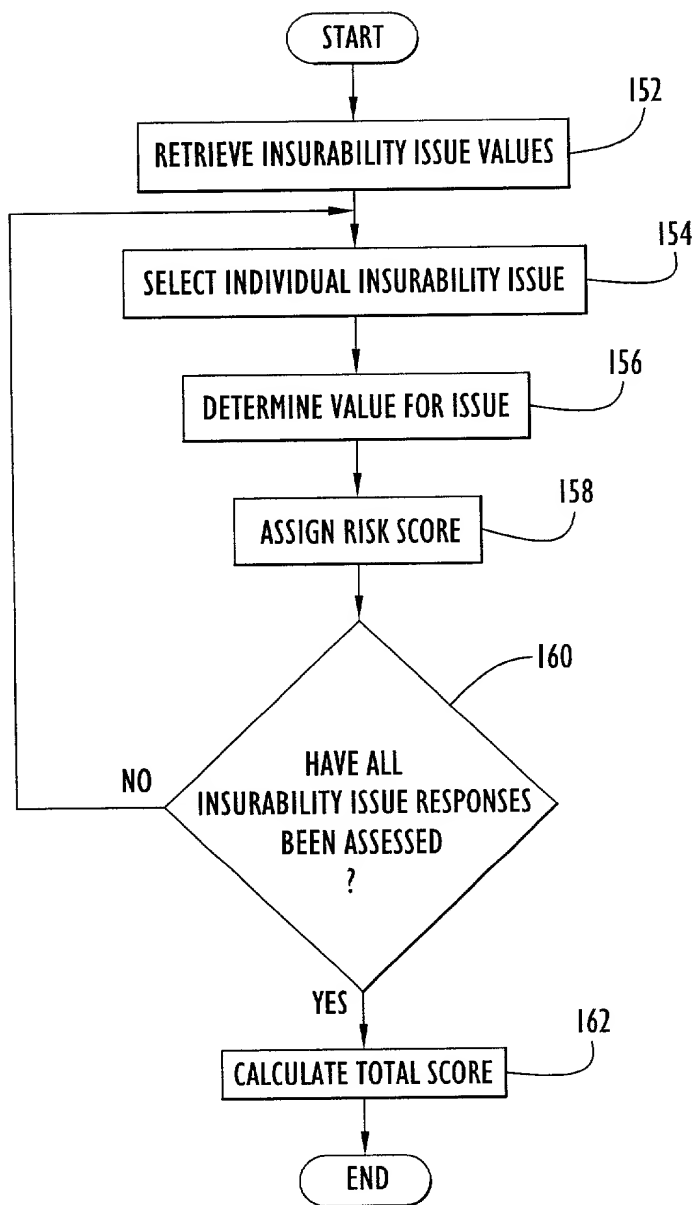 START
152
RETRIEVE INSURABILITY ISSUE VALUES
154
SELECT INDIVIDUAL INSURABILITY ISSUE
156
DETERMINE VALUE FOR ISSUE
158
ASSIGN RISK SCORE
160
NO
HAVE ALL
INSURABILITY ISSUE RESPONSES
BEEN ASSESSED
?
YES
162
CALCULATE TOTAL SCORE
END